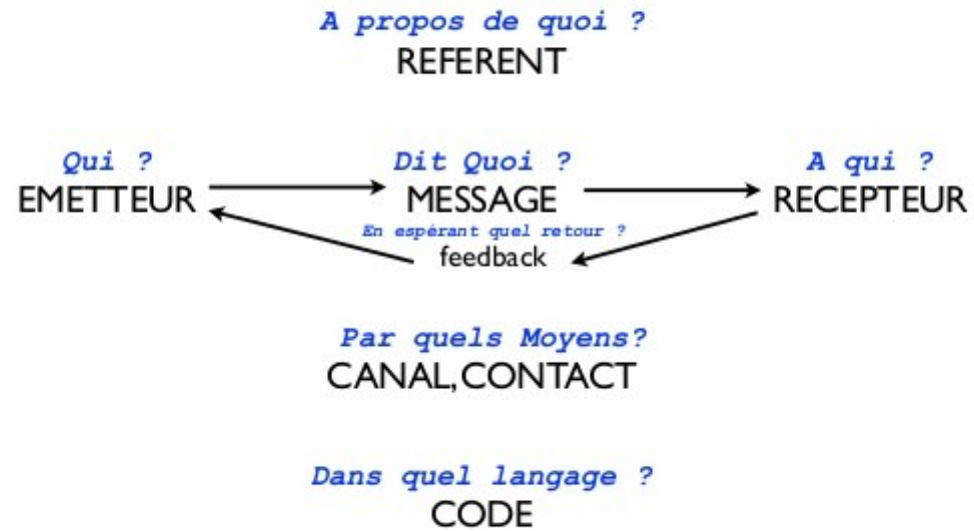 A propos de quoi ?
REFERENT
Qui ? Dit Quoi ? A qui ?
EMETTEUR MESSAGE RECEPTEUR
En espérant quel retour ?
feedback
Par quels Moyens?
CANAL, CONTACT
Dans quel langage ?
CODE